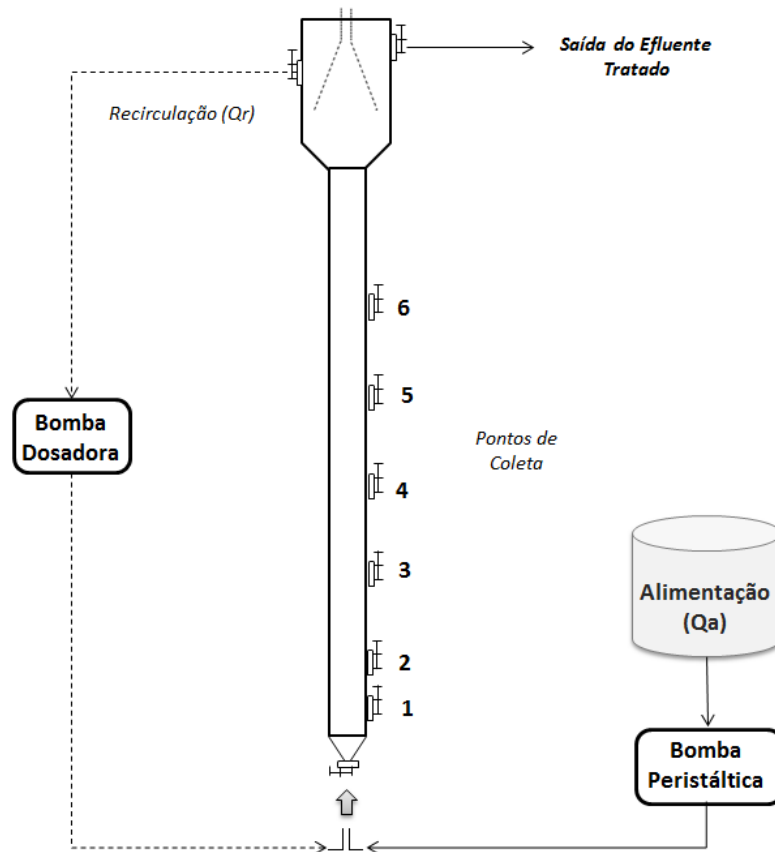 Saída do Efluente
Tratado
Recirculação (Qr)
6
5
Bomba
Dosadora
Pontos de
Coleta
4
3
Alimentação
(Qa)
2
1
Bomba
Peristáltica